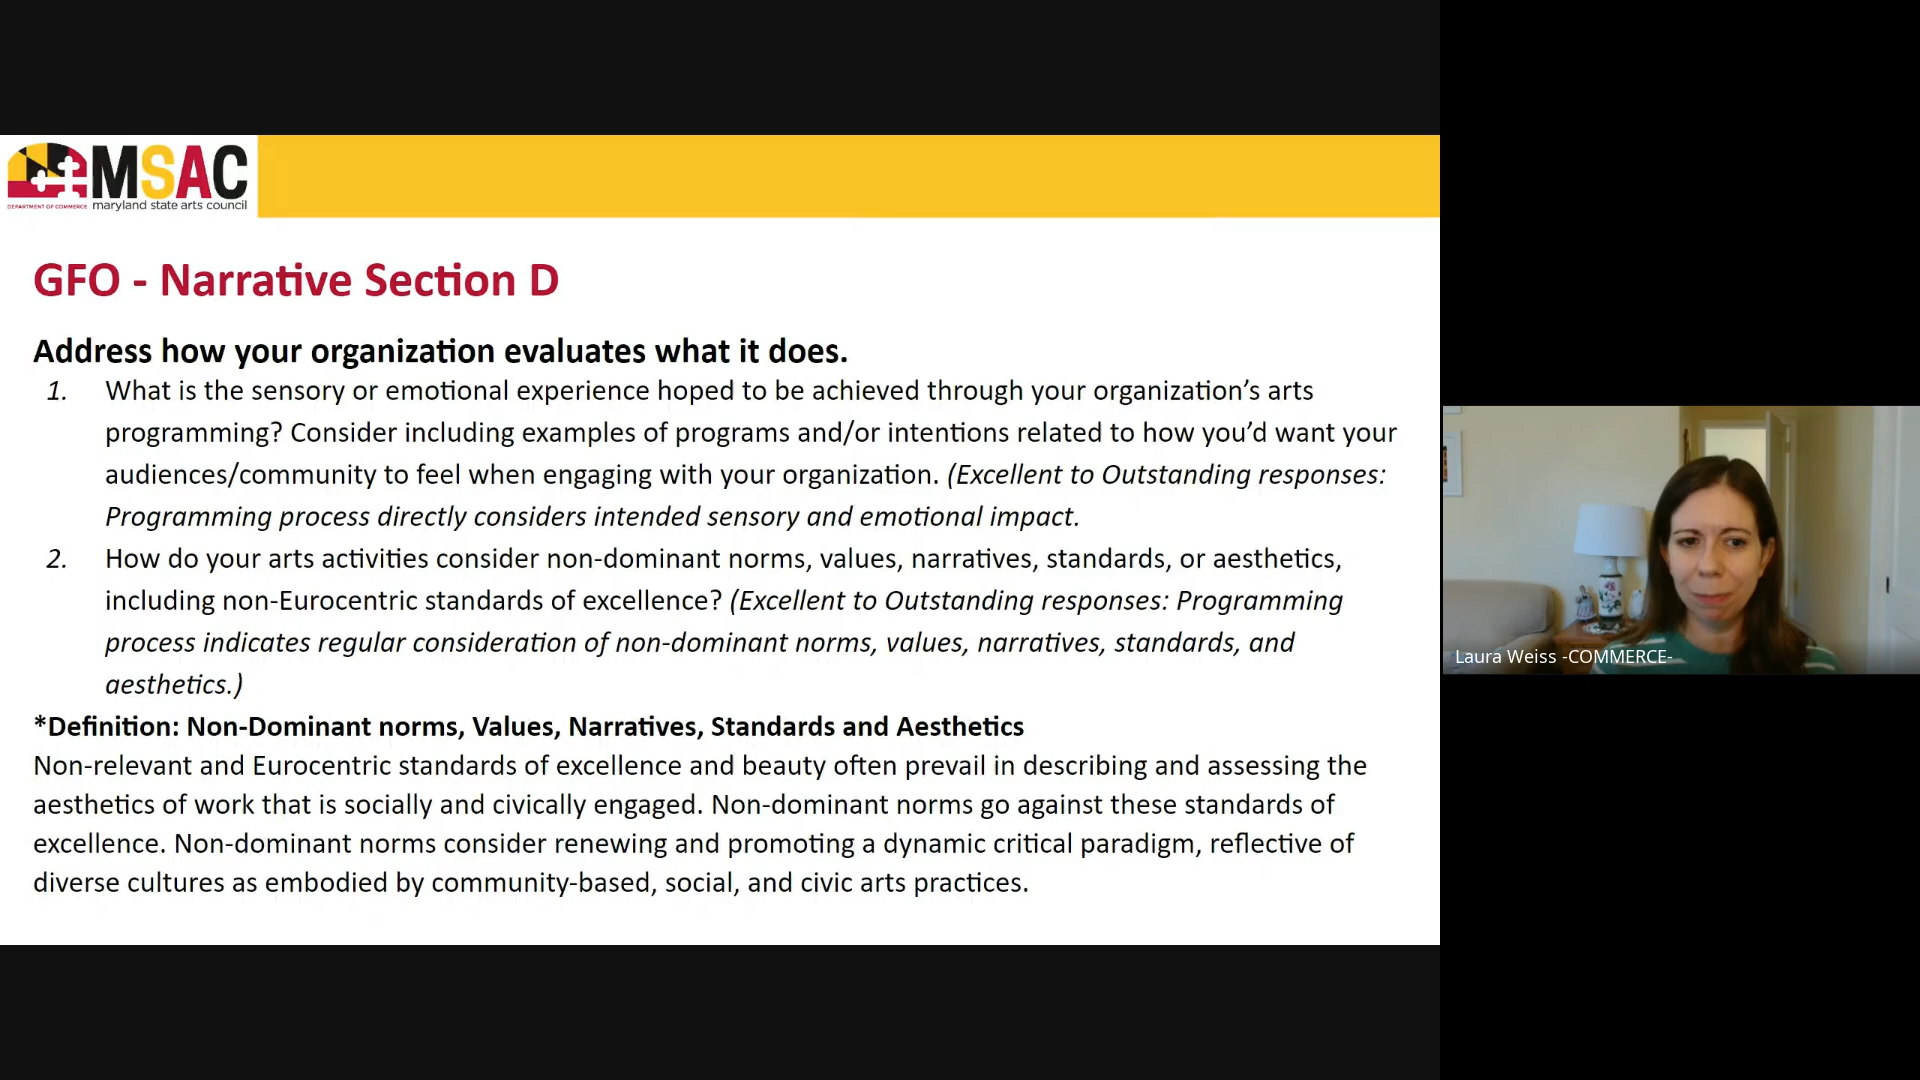 MSAC
DEPARTMENT OF COMMERCE
maryland state arts council
GFO - Narrative Section D
Address how your organization evaluates what it does.
1. What is the sensory or emotional experience hoped to be achieved through your organization’s arts
programming? Consider including examples of programs and/or intentions related to how you’d want your
audiences/community to feel when engaging with your organization. (Excellent to Outstanding responses:
Programming process directly considers intended sensory and emotional impact.
2. How do your arts activities consider non-dominant norms, values, narratives, standards, or aesthetics,
including non-Eurocentric standards of excellence? (Excellent to Outstanding responses: Programming
process indicates regular consideration of non-dominant norms, values, narratives, standards, and
aesthetics.)
*Definition: Non-Dominant norms, Values, Narratives, Standards and Aesthetics
Non-relevant and Eurocentric standards of excellence and beauty often prevail in describing and assessing the
aesthetics of work that is socially and civically engaged. Non-dominant norms go against these standards of
excellence. Non-dominant norms consider renewing and promoting a dynamic critical paradigm, reflective of
diverse cultures as embodied by community-based, social, and civic arts practices.
Laura Weiss -COMMERCE-